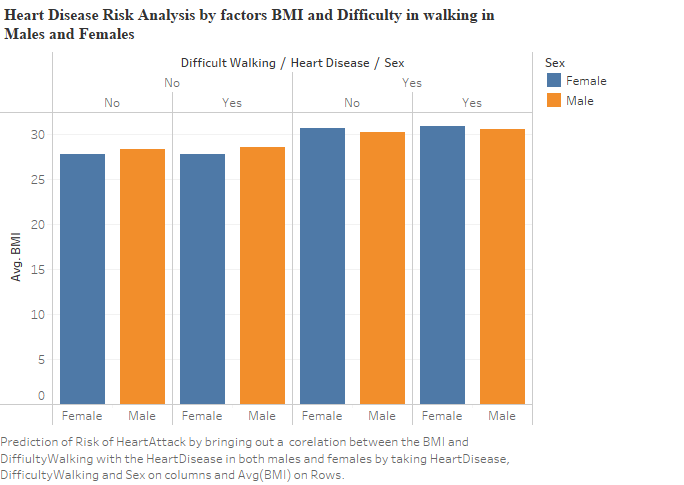 Heart Disease Risk Analysis by factors BMI and Difficulty in walking in
Males and Females
Difficult Walking / Heart Disease / Sex
No Yes
No Yes No Yes
Sex
Female
Male
Avg. BMI
30
25
20
15
10
5
0
Female Male Female Male Female Male Female Male
Prediction of Risk of HeartAttack by bringing out a corelation between the BMI and
DiffultyWalking with the HeartDisease in both males and females by taking HeartDisease,
DifficultyWalking and Sex on columns and Avg(BMI) on Rows.